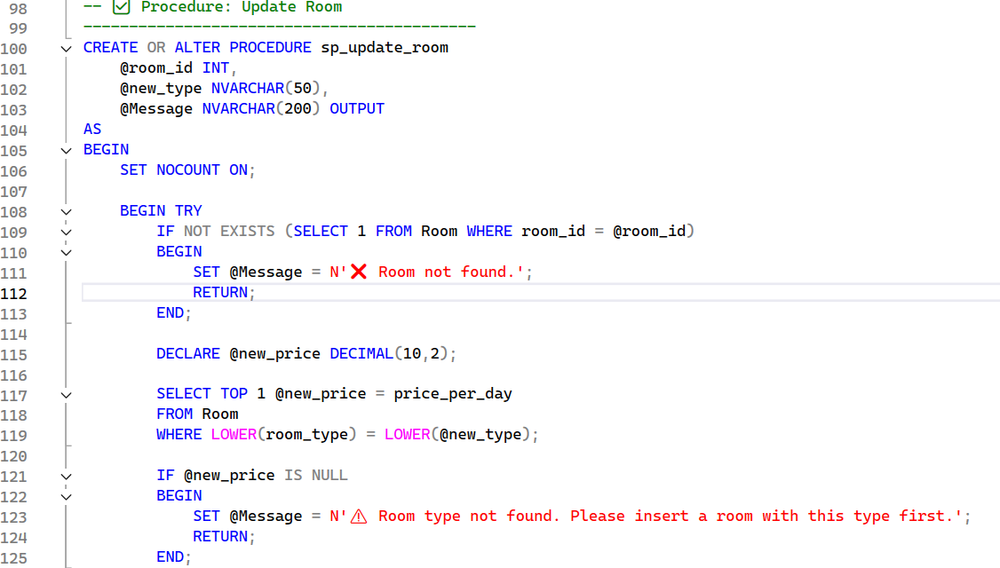 98 -- ✅ Procedure: Update Room
99 -------------------------------------------
100 CREATE OR ALTER PROCEDURE sp_update_room
101     @room_id INT,
102     @new_type NVARCHAR(50),
103     @Message NVARCHAR(200) OUTPUT
104 AS
105 BEGIN
106     SET NOCOUNT ON;
107
108     BEGIN TRY
109         IF NOT EXISTS (SELECT 1 FROM Room WHERE room_id = @room_id)
110         BEGIN
111             SET @Message = N'❌ Room not found.';
112             RETURN;
113         END;
114
115         DECLARE @new_price DECIMAL(10,2);
116
117         SELECT TOP 1 @new_price = price_per_day
118         FROM Room
119         WHERE LOWER(room_type) = LOWER(@new_type);
120
121         IF @new_price IS NULL
122         BEGIN
123             SET @Message = N'⚠ Room type not found. Please insert a room with this type first.';
124             RETURN;
125         END;